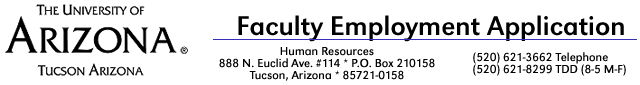 THE UNIVERSITY OF
ARIZONA®
TUCSON ARIZONA
Faculty Employment Application
Human Resources
888 N. Euclid Ave. #114 * P.O. Box 210158
Tucson, Arizona * 85721-0158
(520) 621-3662 Telephone
(520) 621-8299 TDD (8-5 M-F)